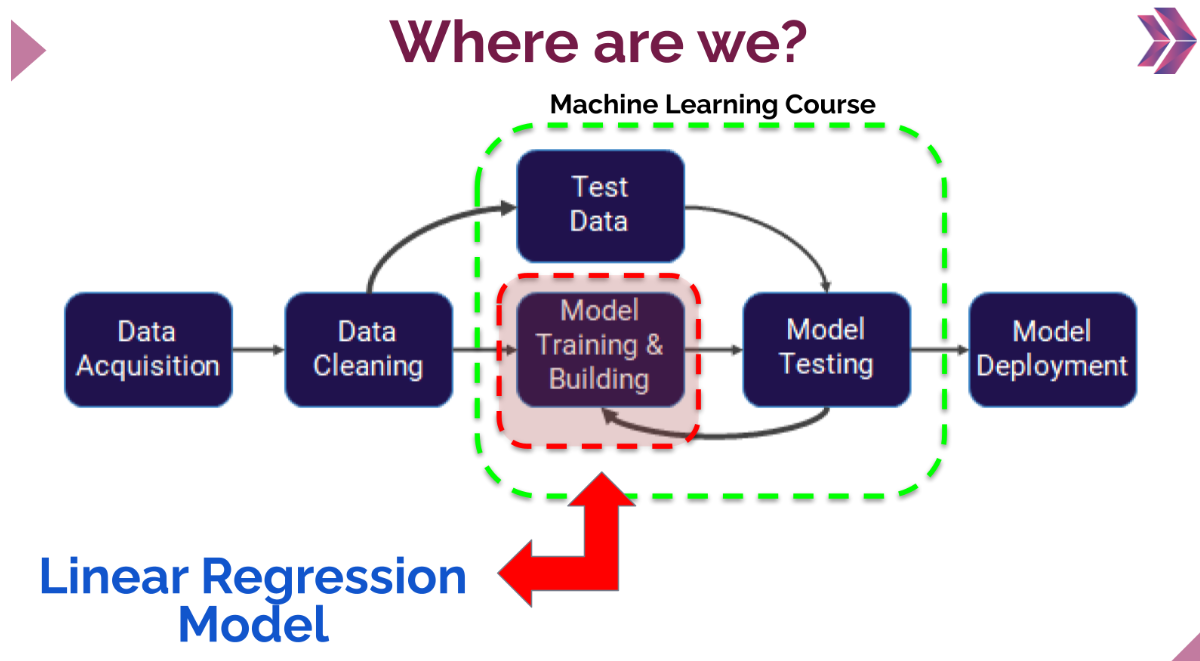 Where are we?
Machine Learning Course
Test
Data
Data
Acquisition
Data
Cleaning
Model
Training &
Building
Model
Testing
Model
Deployment
Linear Regression
Model